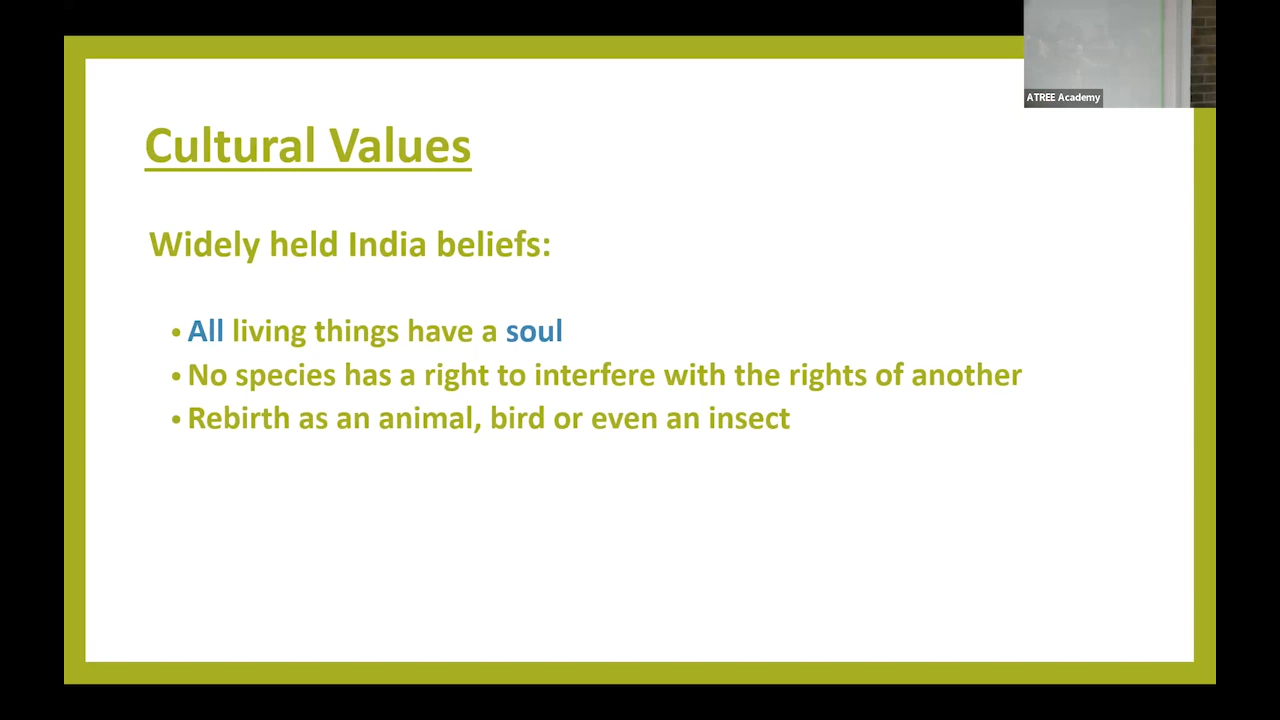 ATREE Academy
Cultural Values
Widely held India beliefs:
• All living things have a soul
• No species has a right to interfere with the rights of another
• Rebirth as an animal, bird or even an insect